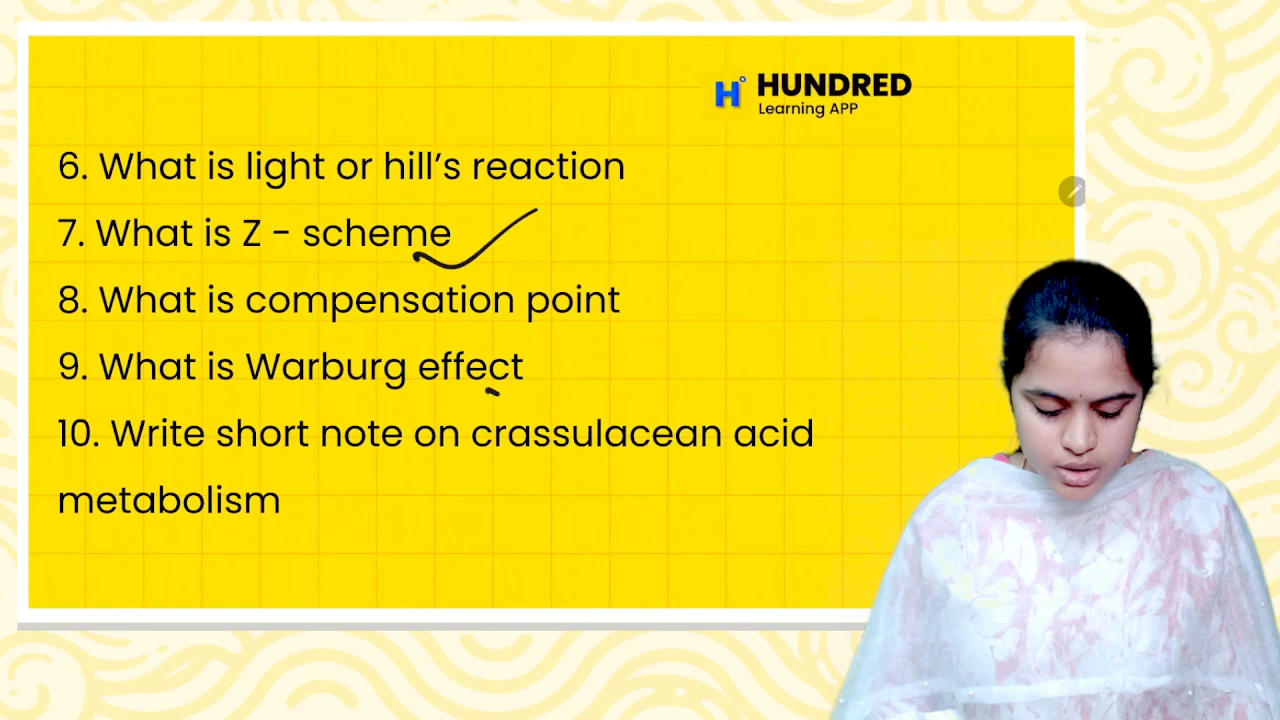 H° HUNDRED
Learning APP
6. What is light or hill’s reaction
7. What is Z - scheme
8. What is compensation point
9. What is Warburg effect
10. Write short note on crassulacean acid
metabolism